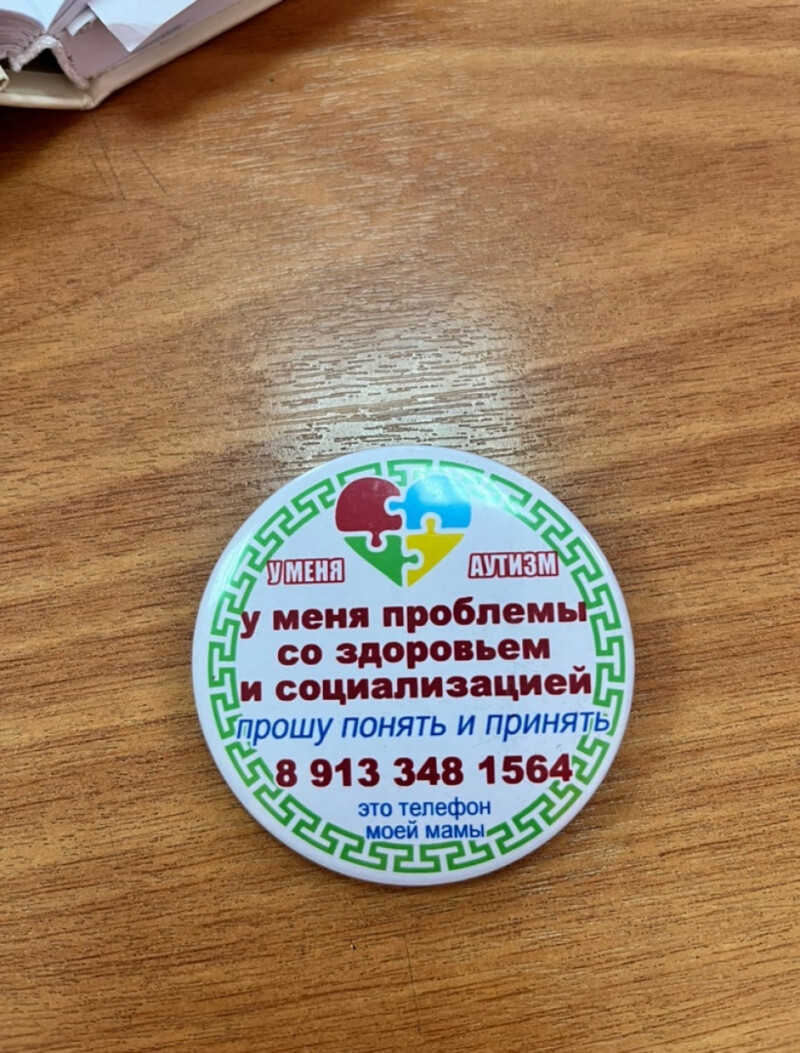 У МЕНЯ АУТИЗМ
у меня проблемы
со здоровьем
и социализацией
прошу понять и принять
8 913 348 1564
это телефон
моей мамы